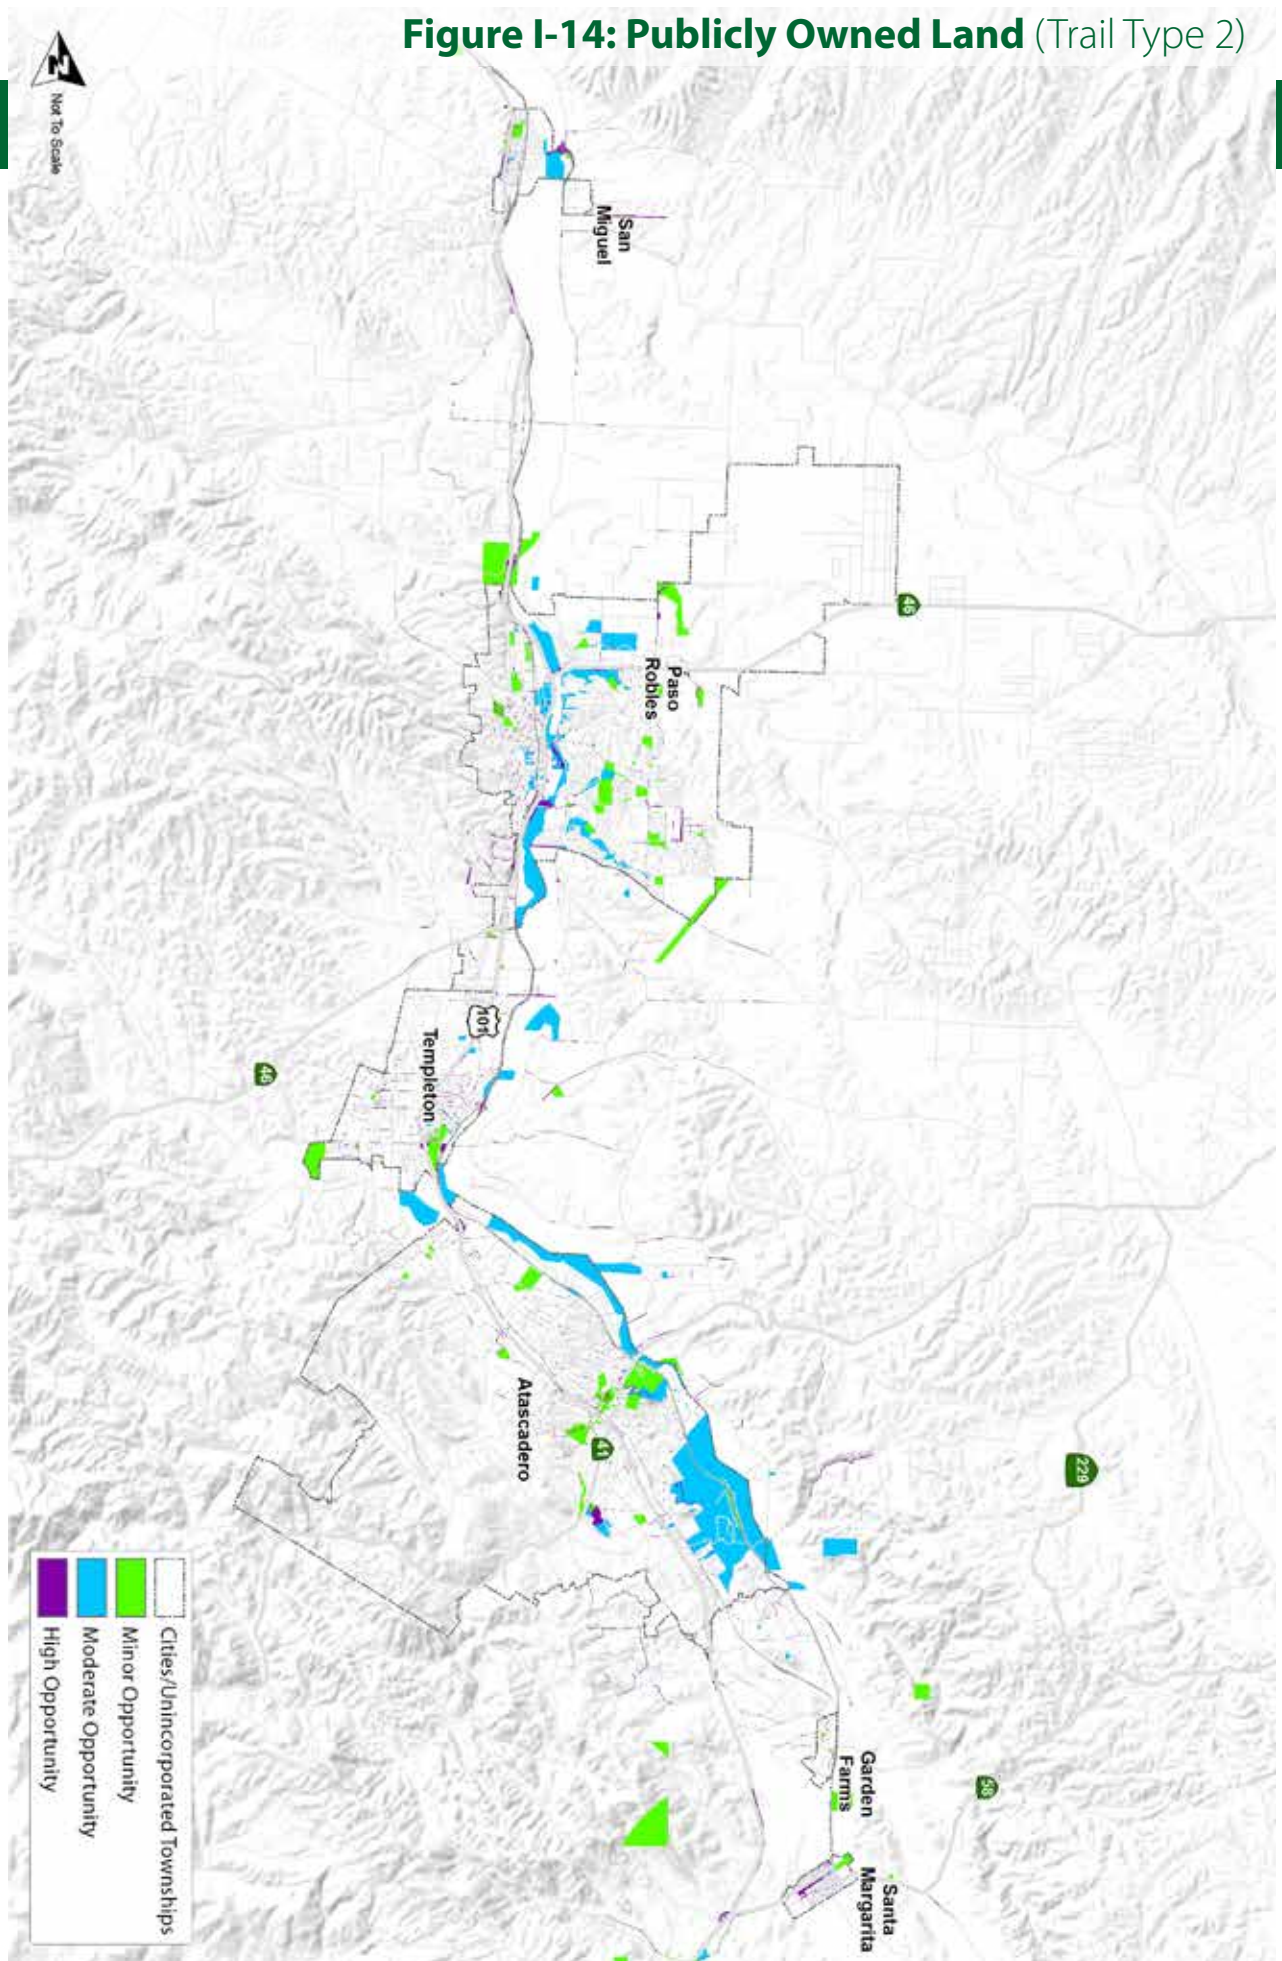 Figure I-14: Publicly Owned Land (Trail Type 2)
N
Not To Scale
San
Miguel
46
Paso
Robles
101
Templeton
46
Atascadero
41
229
Garden
Farms
58
Santa
Margarita
Cities/Unincorporated Townships
Minor Opportunity
Moderate Opportunity
High Opportunity